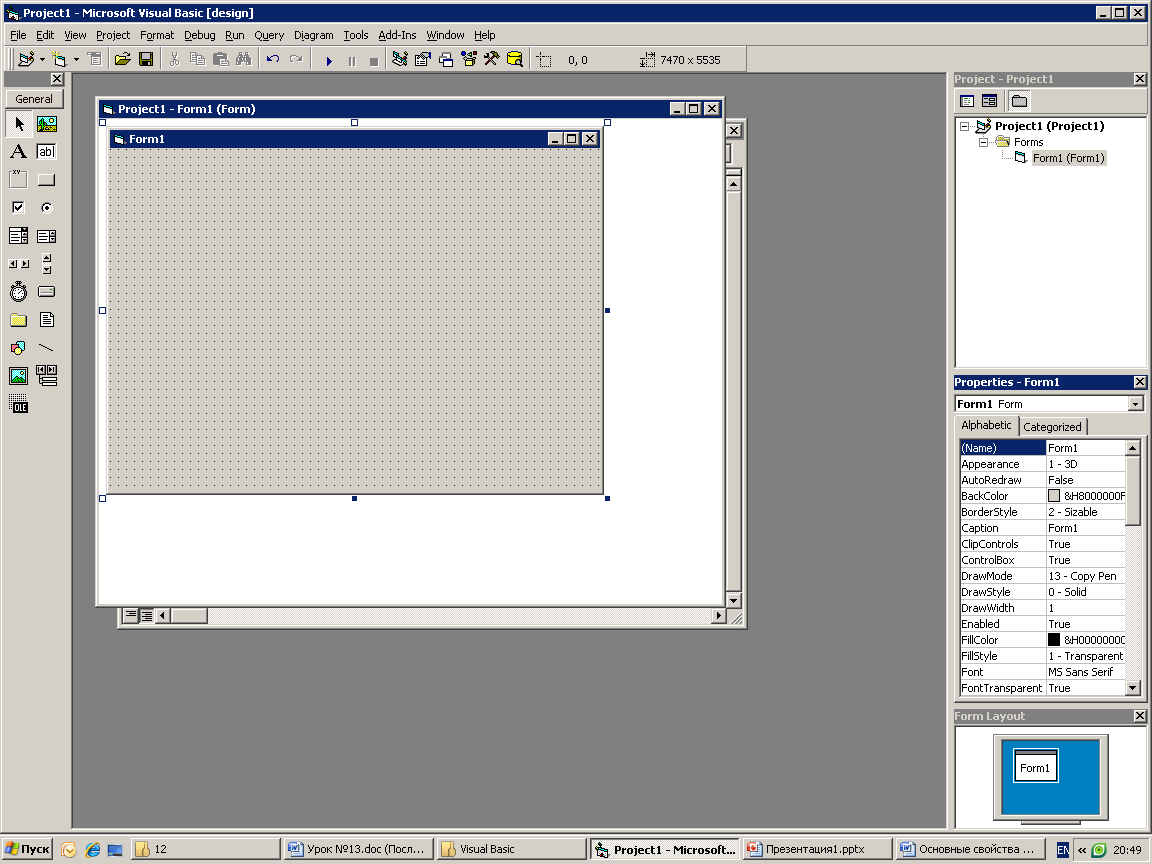 Project1 - Microsoft Visual Basic [design]
File Edit View Project Format Debug Run Query Diagram Tools Add-Ins Window Help
0, 0 7470 x 5535
General
A
ab|
xy
OLE
Project1 - Form1 (Form)
Form1
Project - Project1
Project1 (Project1)
Forms
Form1 (Form1)
Properties - Form1
Form1 Form
Alphabetic Categorized
(Name) Form1
Appearance 1 - 3D
AutoRedraw False
BackColor &H8000000F
BorderStyle 2 - Sizable
Caption Form1
ClipControls True
ControlBox True
DrawMode 13 - Copy Pen
DrawStyle 0 - Solid
DrawWidth 1
Enabled True
FillColor &H00000000
FillStyle 1 - Transparent
Font MS Sans Serif
FontTransparent True
Form Layout
Form1
Пуск 12 Урок №13.doc (Посл... Visual Basic Project1 - Microsoft... Презентация1.pptx Основные свойства ... EN « 20:49